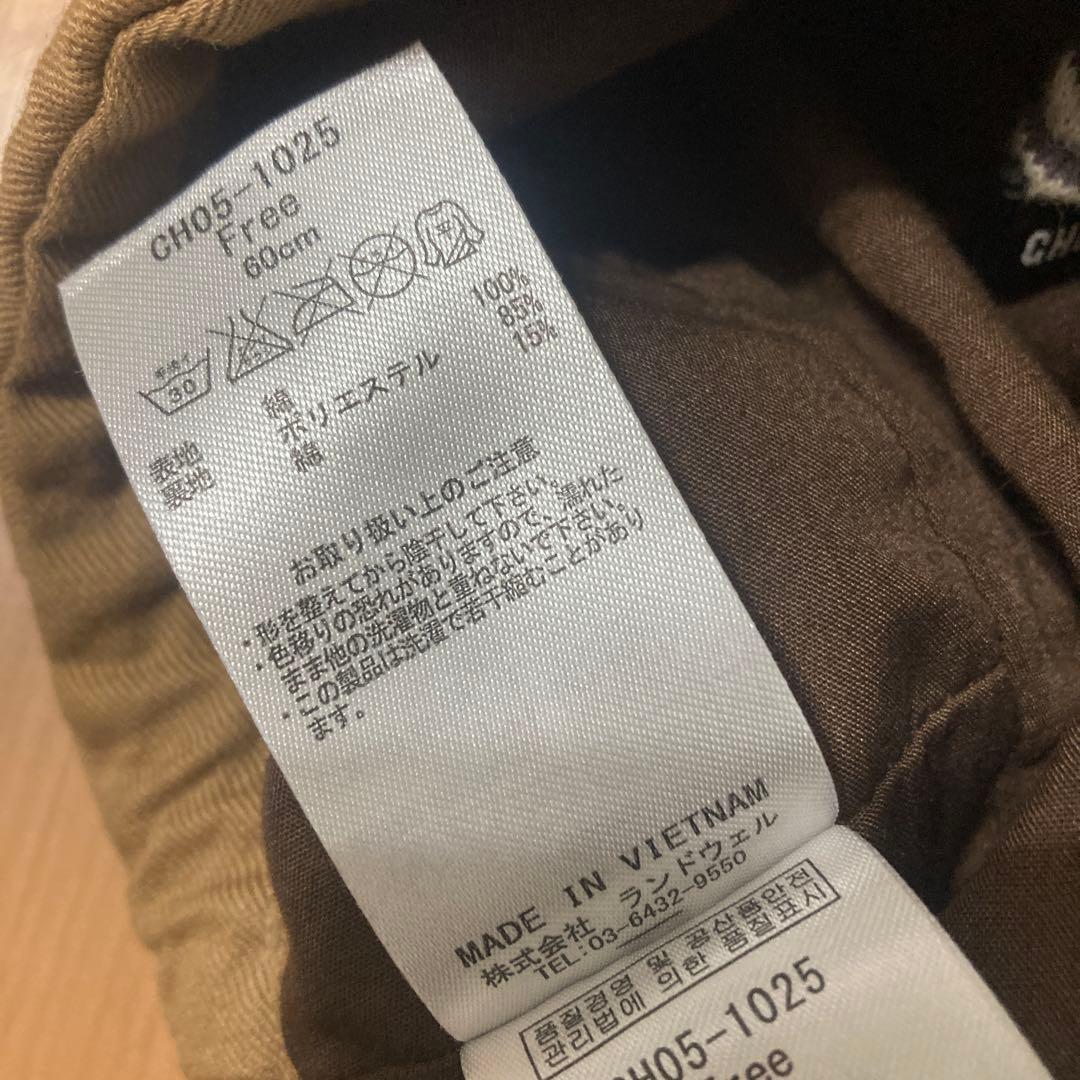 CH05-1025
Free
60cm
30
表地 綿 100%
裏地 ポリエステル 85%
綿 15%
お取り扱い上のご注意
・形を整えてから陰干して下さい。
・色移りの恐れがありますので、濡れた
まま他の洗濯物と重ねないで下さい。
・この製品は洗濯で若干縮むことがあり
ます。
MADE IN VIETNAM
株式会社 ランドウェル
TEL:03-6432-9550
품질경영 및 공산품안전
관리법에 의한 품질표시
CH05-1025
Free